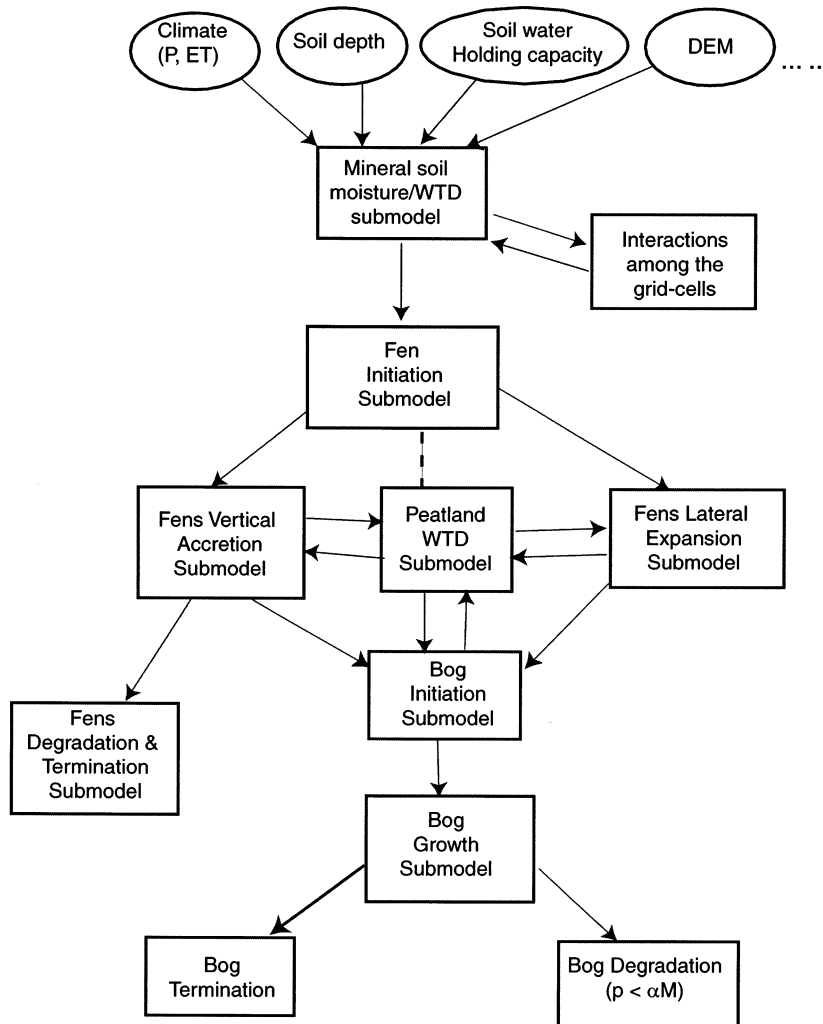 Climate
(P, ET)
Soil depth
Soil water
Holding capacity
DEM
... ..
Mineral soil
moisture/WTD
submodel
Interactions
among the
grid-cells
Fen
Initiation
Submodel
Fens Vertical
Accretion
Submodel
Peatland
WTD
Submodel
Fens Lateral
Expansion
Submodel
Bog
Initiation
Submodel
Fens
Degradation &
Termination
Submodel
Bog
Growth
Submodel
Bog
Termination
Bog Degradation
(p < αM)